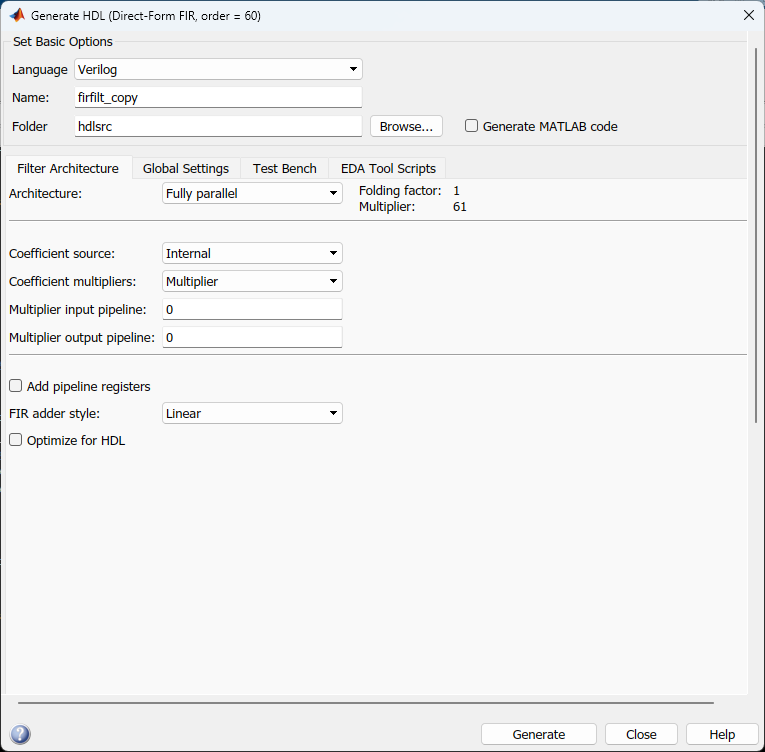 Generate HDL (Direct-Form FIR, order = 60)
Set Basic Options
Language Verilog
Name: firfilt_copy
Folder hdlsrc Browse... Generate MATLAB code
Filter Architecture Global Settings Test Bench EDA Tool Scripts
Architecture: Fully parallel Folding factor: 1
Multiplier: 61
Coefficient source: Internal
Coefficient multipliers: Multiplier
Multiplier input pipeline: 0
Multiplier output pipeline: 0
Add pipeline registers
FIR adder style: Linear
Optimize for HDL
? Generate Close Help